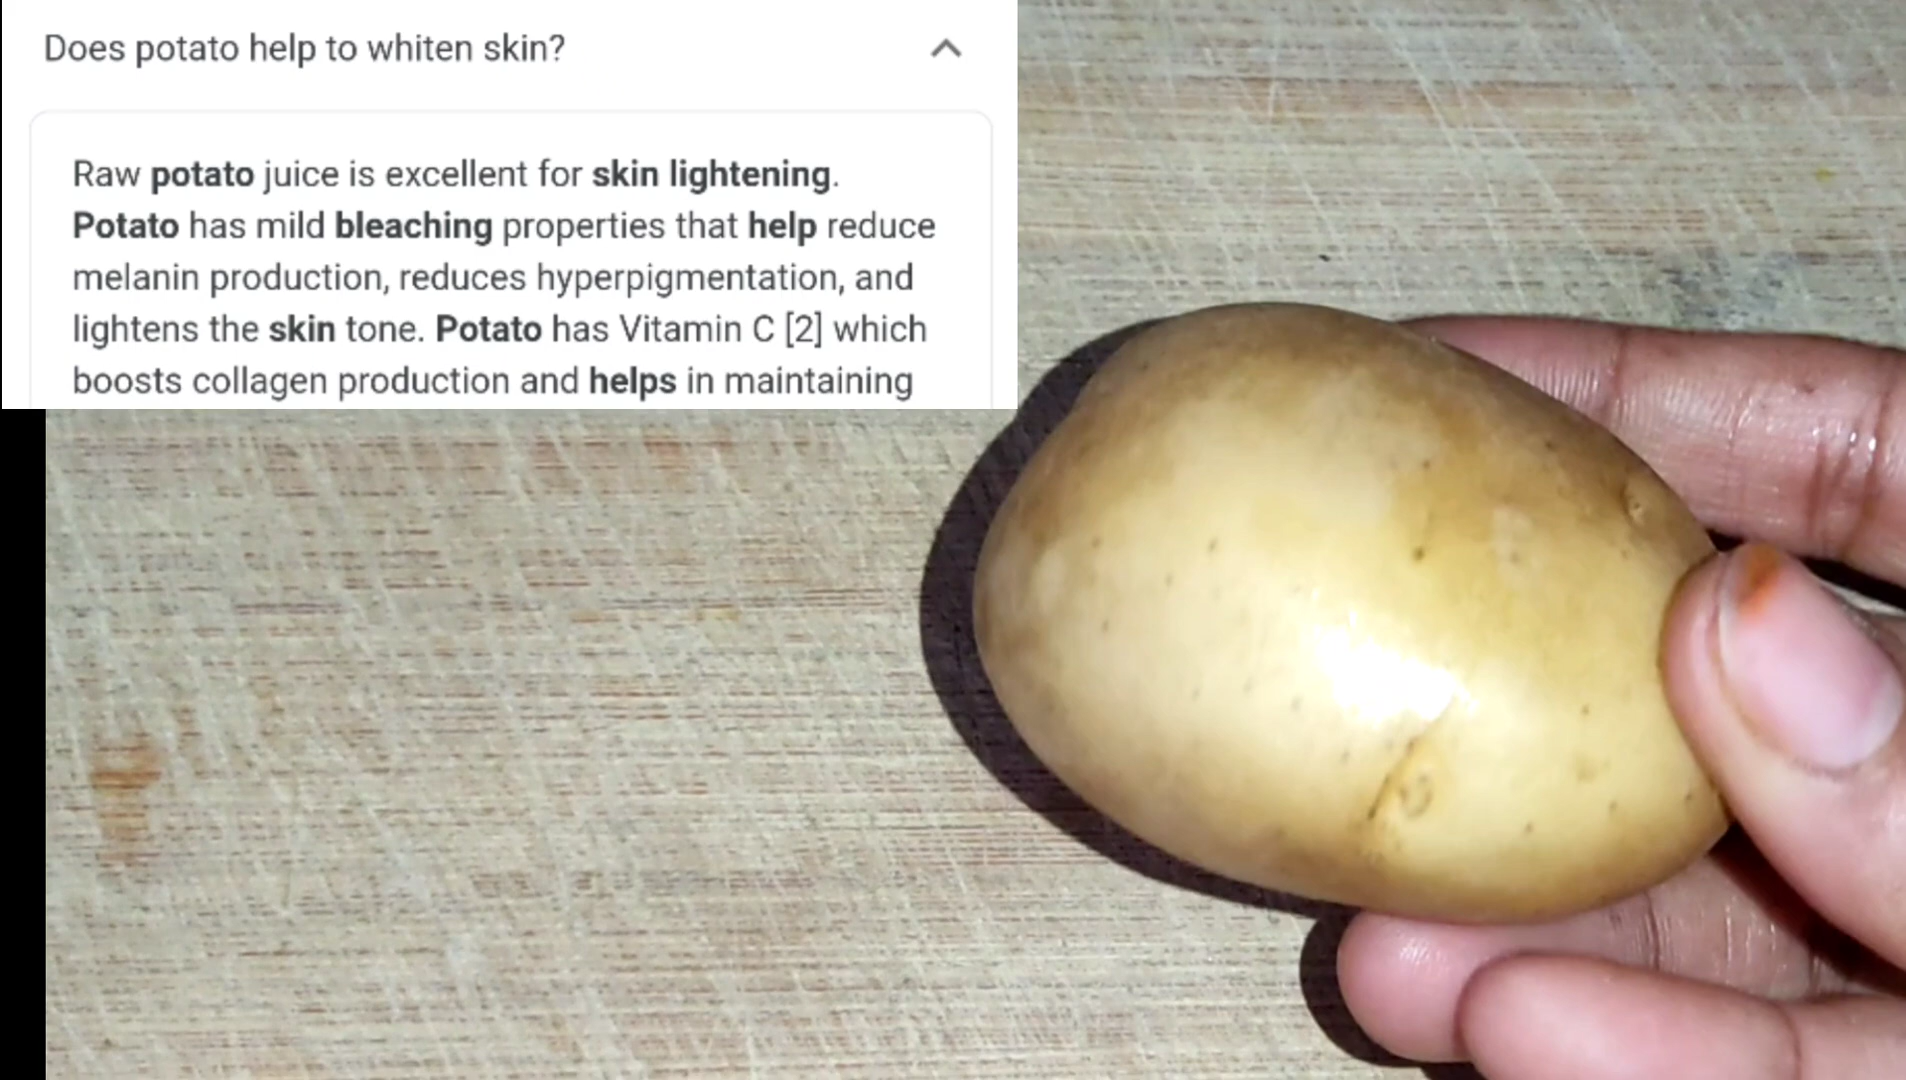 Does potato help to whiten skin?
Raw potato juice is excellent for skin lightening.
Potato has mild bleaching properties that help reduce
melanin production, reduces hyperpigmentation, and
lightens the skin tone. Potato has Vitamin C [2] which
boosts collagen production and helps in maintaining